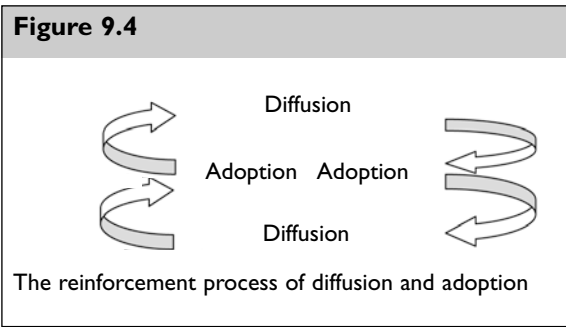 Figure 9.4
Diffusion
Adoption Adoption
Diffusion
The reinforcement process of diffusion and adoption